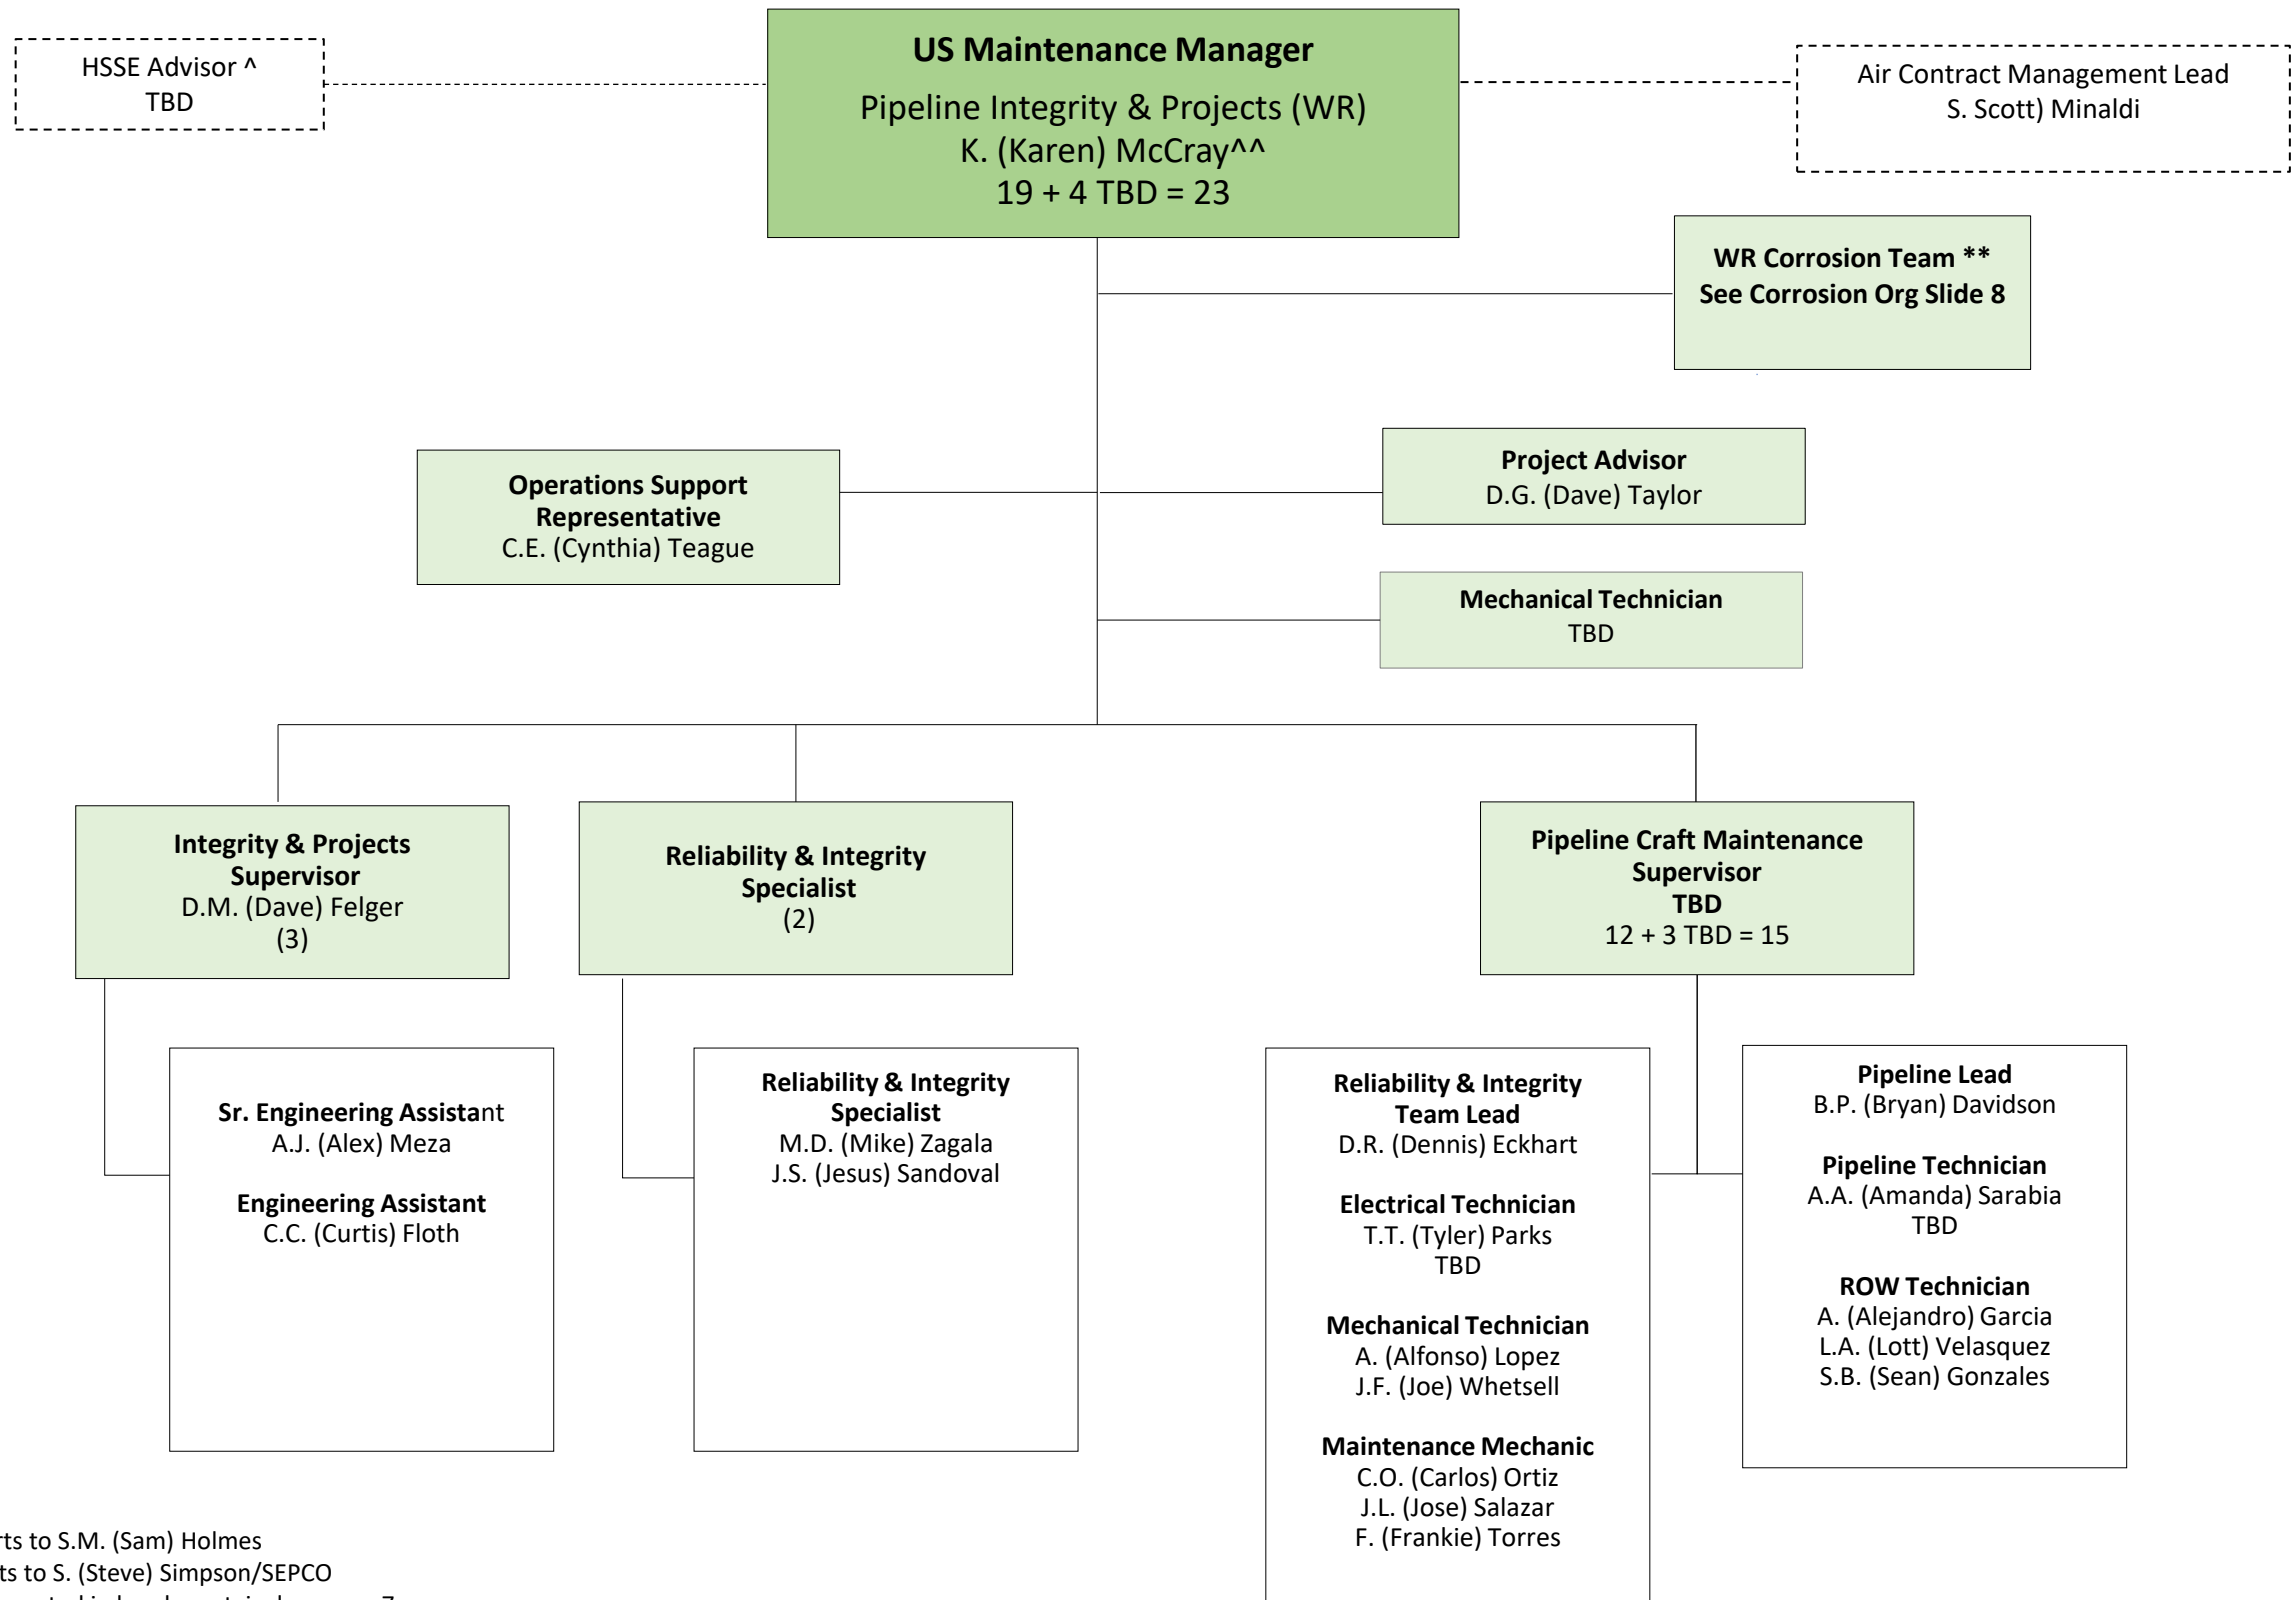 HSSE Advisor ^
TBD
US Maintenance Manager
Pipeline Integrity & Projects (WR)
K. (Karen) McCray^^
19 + 4 TBD = 23
Air Contract Management Lead
S. Scott) Minaldi
WR Corrosion Team **
See Corrosion Org Slide 8
Operations Support
Representative
C.E. (Cynthia) Teague
Project Advisor
D.G. (Dave) Taylor
Mechanical Technician
TBD
Integrity & Projects
Supervisor
D.M. (Dave) Felger
(3)
Reliability & Integrity
Specialist
(2)
Pipeline Craft Maintenance
Supervisor
TBD
12 + 3 TBD = 15
Sr. Engineering Assistant
A.J. (Alex) Meza
Engineering Assistant
C.C. (Curtis) Floth
Reliability & Integrity
Specialist
M.D. (Mike) Zagala
J.S. (Jesus) Sandoval
Reliability & Integrity
Team Lead
D.R. (Dennis) Eckhart
Electrical Technician
T.T. (Tyler) Parks
TBD
Mechanical Technician
A. (Alfonso) Lopez
J.F. (Joe) Whetsell
Maintenance Mechanic
C.O. (Carlos) Ortiz
J.L. (Jose) Salazar
F. (Frankie) Torres
Pipeline Lead
B.P. (Bryan) Davidson
Pipeline Technician
A.A. (Amanda) Sarabia
TBD
ROW Technician
A. (Alejandro) Garcia
L.A. (Lott) Velasquez
S.B. (Sean) Gonzales
to S.M. (Sam) Holmes
to S. (Steve) Simpson/SEPCO